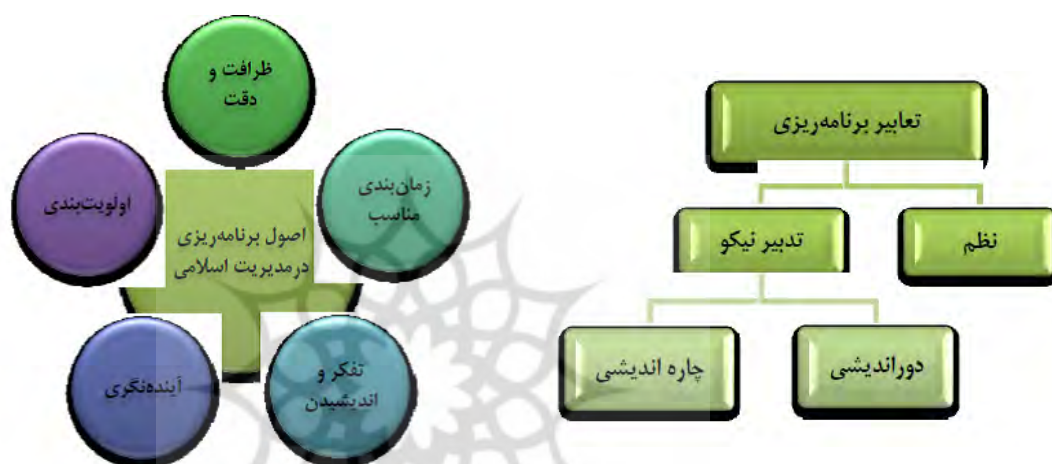 تعابیر برنامه‌ریزی
نظم
تدبیر نیکو
دوراندیشی
چاره اندیشی
ظرافت و
دقت
زمان‌بندی
مناسب
اولویت‌بندی
اصول برنامه‌ریزی
درمدیریت اسلامی
تفکر و
اندیشیدن
آینده‌نگری